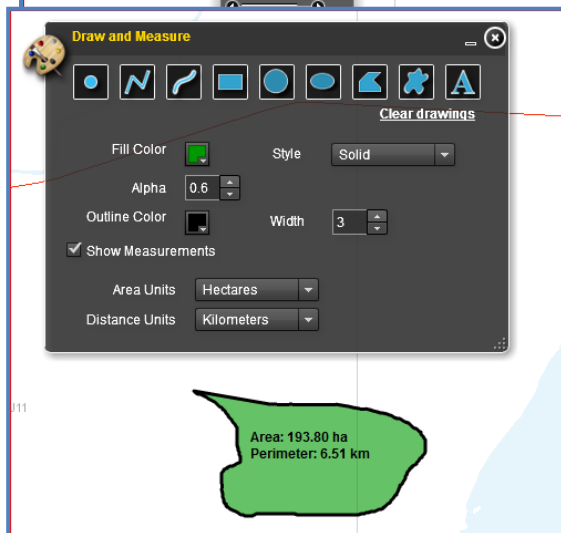 Draw and Measure
A
Clear drawings
Fill Color
Style Solid
Alpha 0.6
Outline Color
Width 3
Show Measurements
Area Units Hectares
Distance Units Kilometers
J11
Area: 193.80 ha
Perimeter: 6.51 km